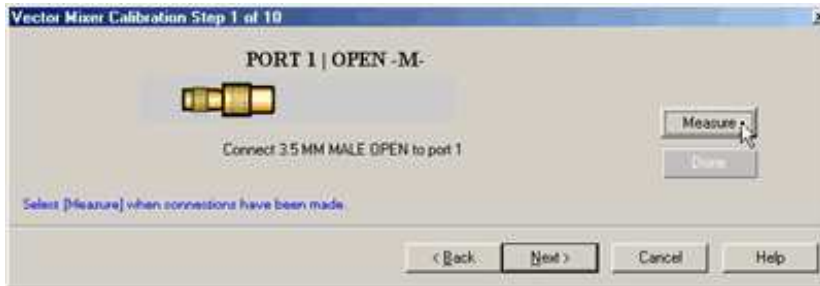 Vector Mixer Calibration Step 1 of 10
PORT 1 | OPEN -M-
Measure
Connect 3.5 MM MALE OPEN to port 1
Done
Select [Measure] when connections have been made.
< Back Next > Cancel Help